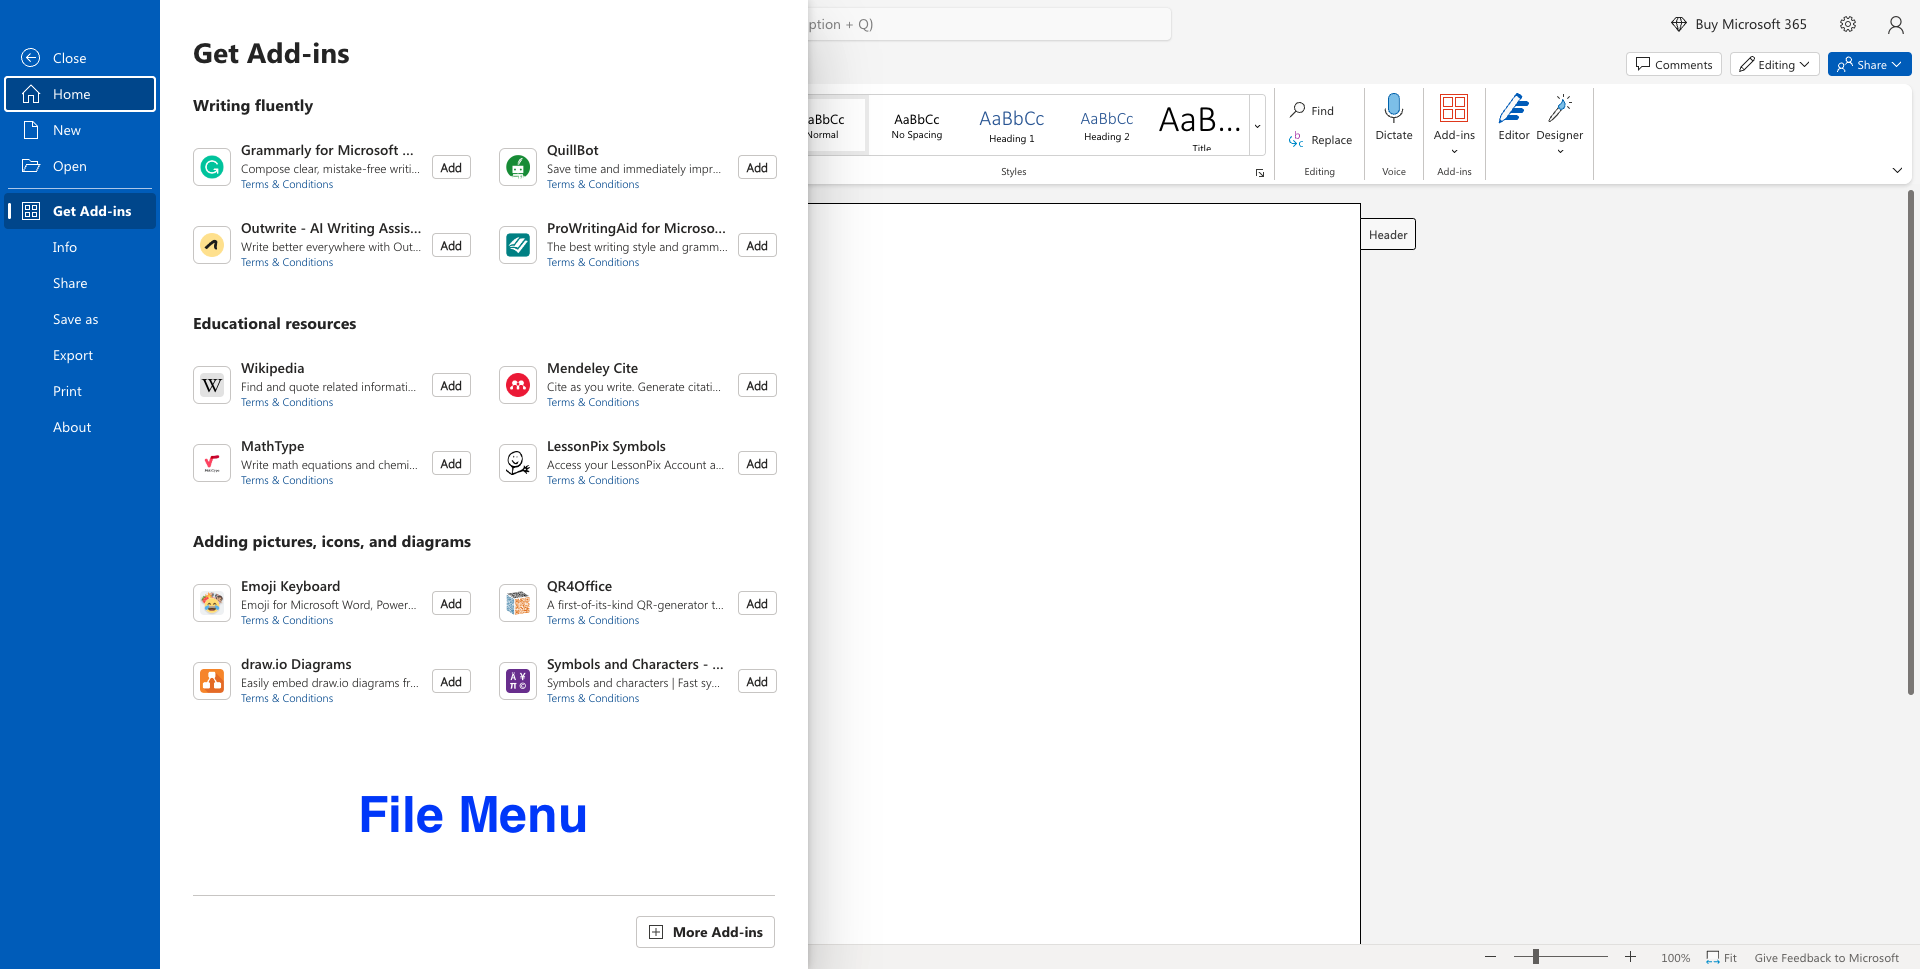 Close
Home
New
Open
Get Add-ins
Info
Share
Save as
Export
Print
About
Get Add-ins
Writing fluently
Grammarly for Microsoft ...
Compose clear, mistake-free writi...
Terms & Conditions
Add
QuillBot
Save time and immediately impr...
Terms & Conditions
Add
Outwrite - AI Writing Assis...
Write better everywhere with Out...
Terms & Conditions
Add
ProWritingAid for Microso...
The best writing style and gramm...
Terms & Conditions
Add
Educational resources
Wikipedia
Find and quote related informati...
Terms & Conditions
Add
Mendeley Cite
Cite as you write. Generate citati...
Terms & Conditions
Add
MathType
Write math equations and chemi...
Terms & Conditions
Add
LessonPix Symbols
Access your LessonPix Account a...
Terms & Conditions
Add
Adding pictures, icons, and diagrams
Emoji Keyboard
Emoji for Microsoft Word, Power...
Terms & Conditions
Add
QR4Office
A first-of-its-kind QR-generator t...
Terms & Conditions
Add
draw.io Diagrams
Easily embed draw.io diagrams fr...
Terms & Conditions
Add
Symbols and Characters - ...
Symbols and characters | Fast sy...
Terms & Conditions
Add
File Menu
More Add-ins
ption + Q)
Buy Microsoft 365
Comments
Editing
Share
aBbCc
Normal
AaBbCc
No Spacing
AaBbCc
Heading 1
AaBbCc
Heading 2
AaB...
Title
Styles
Find
Replace
Editing
Dictate
Voice
Add-ins
Add-ins
Editor
Designer
Header
100%
Fit
Give Feedback to Microsoft